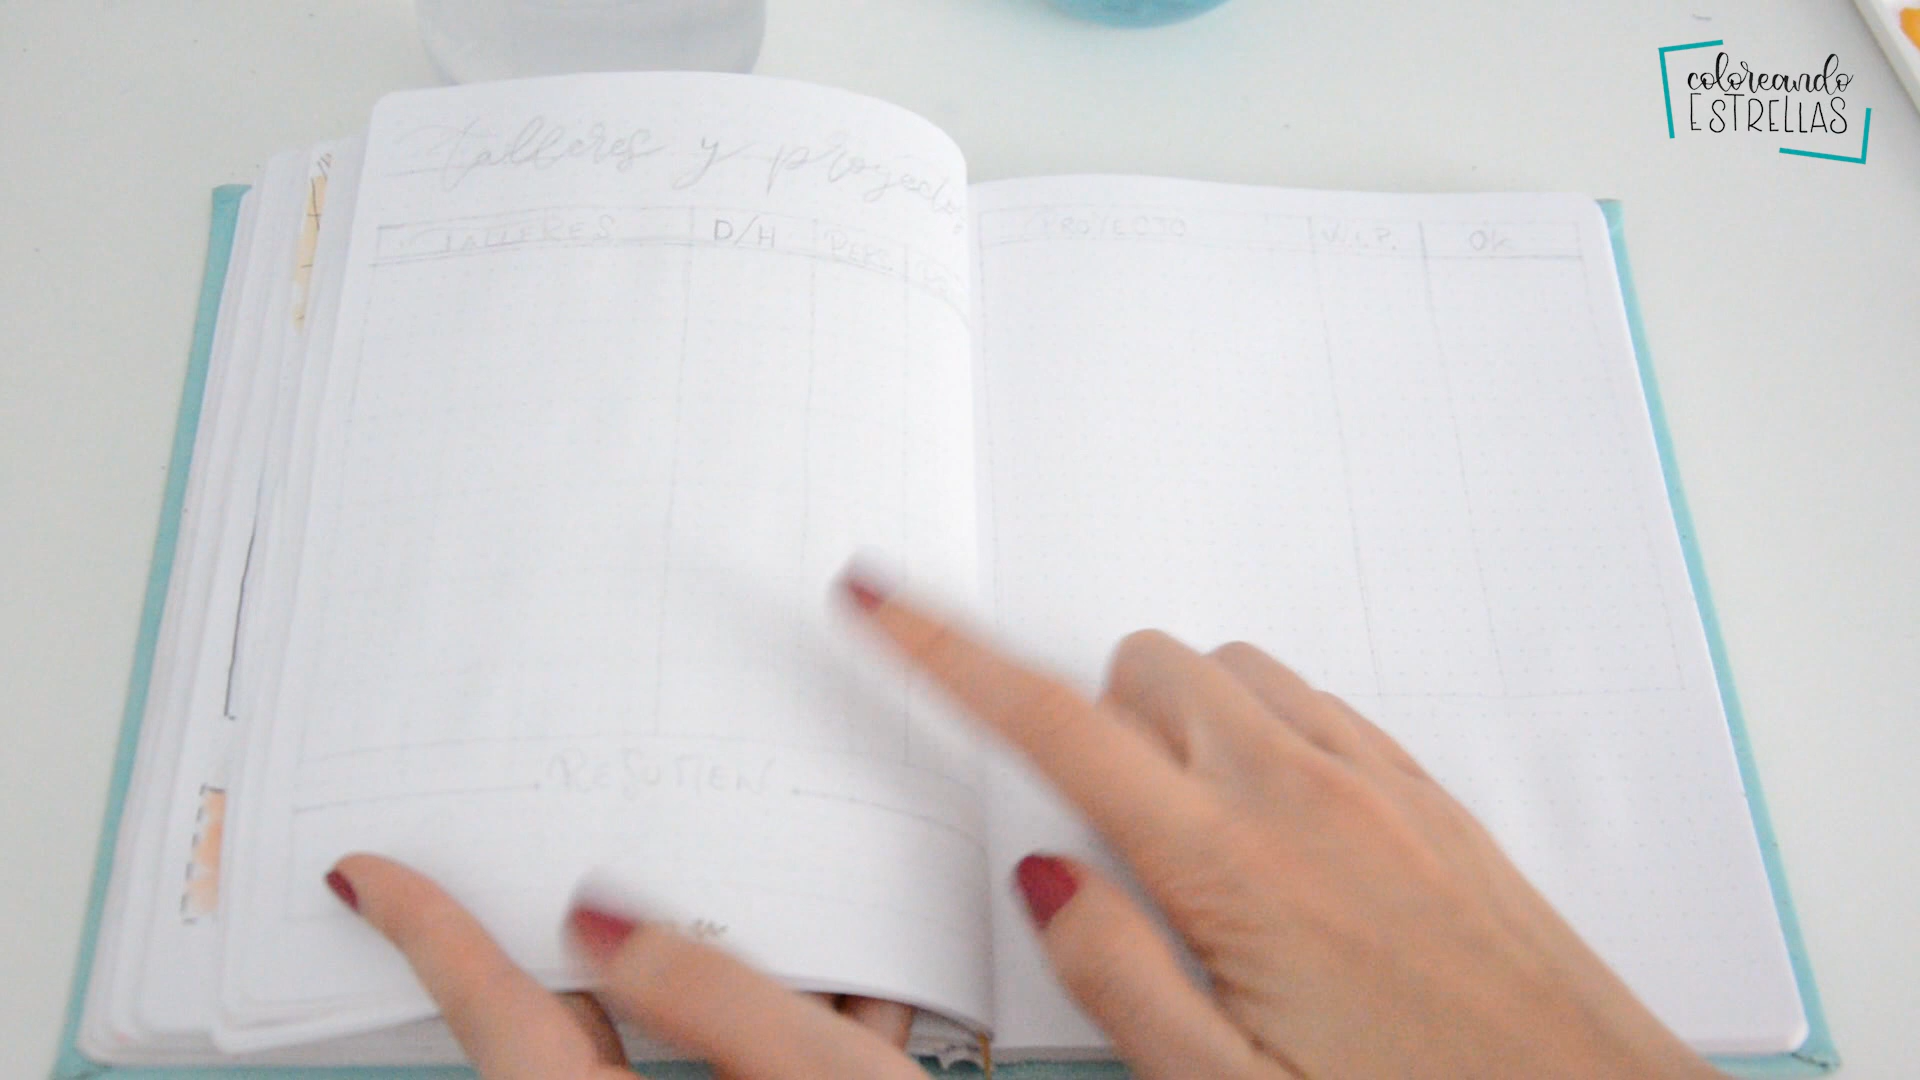 coloreando
ESTRELLAS
talleres y proyectos
TALLERES D/H PERS.
PROYECTO W.I.P. OK
RESUMEN